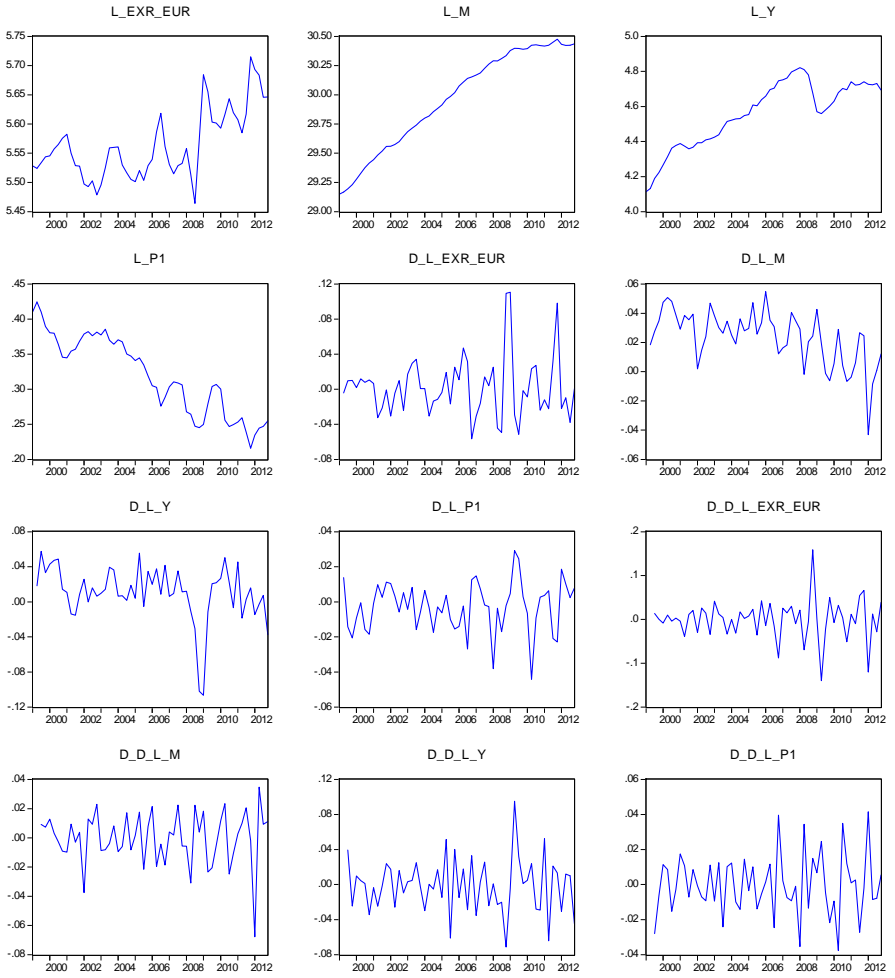 L_EXR_EUR L_M L_Y
5.75 30.50 5.0
5.70 30.25 4.8
5.65 30.00
5.60 29.75 4.6
5.55 29.50 4.4
5.50 29.25 4.2
5.45 29.00 4.0
2000 2002 2004 2006 2008 2010 2012 2000 2002 2004 2006 2008 2010 2012 2000 2002 2004 2006 2008 2010 2012
L_P1 D_L_EXR_EUR D_L_M
.45 .12 .06
.40 .08 .04
.35 .04 .02
.30 .00 .00
.25 -.04 -.02
-.04
.20 -.08 -.06
2000 2002 2004 2006 2008 2010 2012 2000 2002 2004 2006 2008 2010 2012 2000 2002 2004 2006 2008 2010 2012
D_L_Y D_L_P1 D_D_L_EXR_EUR
.08 .04 .2
.04 .02 .1
.00 .00 .0
-.04 -.02
-.08 -.04 -.1
-.12 -.06 -.2
2000 2002 2004 2006 2008 2010 2012 2000 2002 2004 2006 2008 2010 2012 2000 2002 2004 2006 2008 2010 2012
D_D_L_M D_D_L_Y D_D_L_P1
.04 .12 .06
.02 .08 .04
.00 .04 .02
-.02 .00 .00
-.04
-.06 -.04 -.02
-.08 -.08 -.04
2000 2002 2004 2006 2008 2010 2012 2000 2002 2004 2006 2008 2010 2012 2000 2002 2004 2006 2008 2010 2012